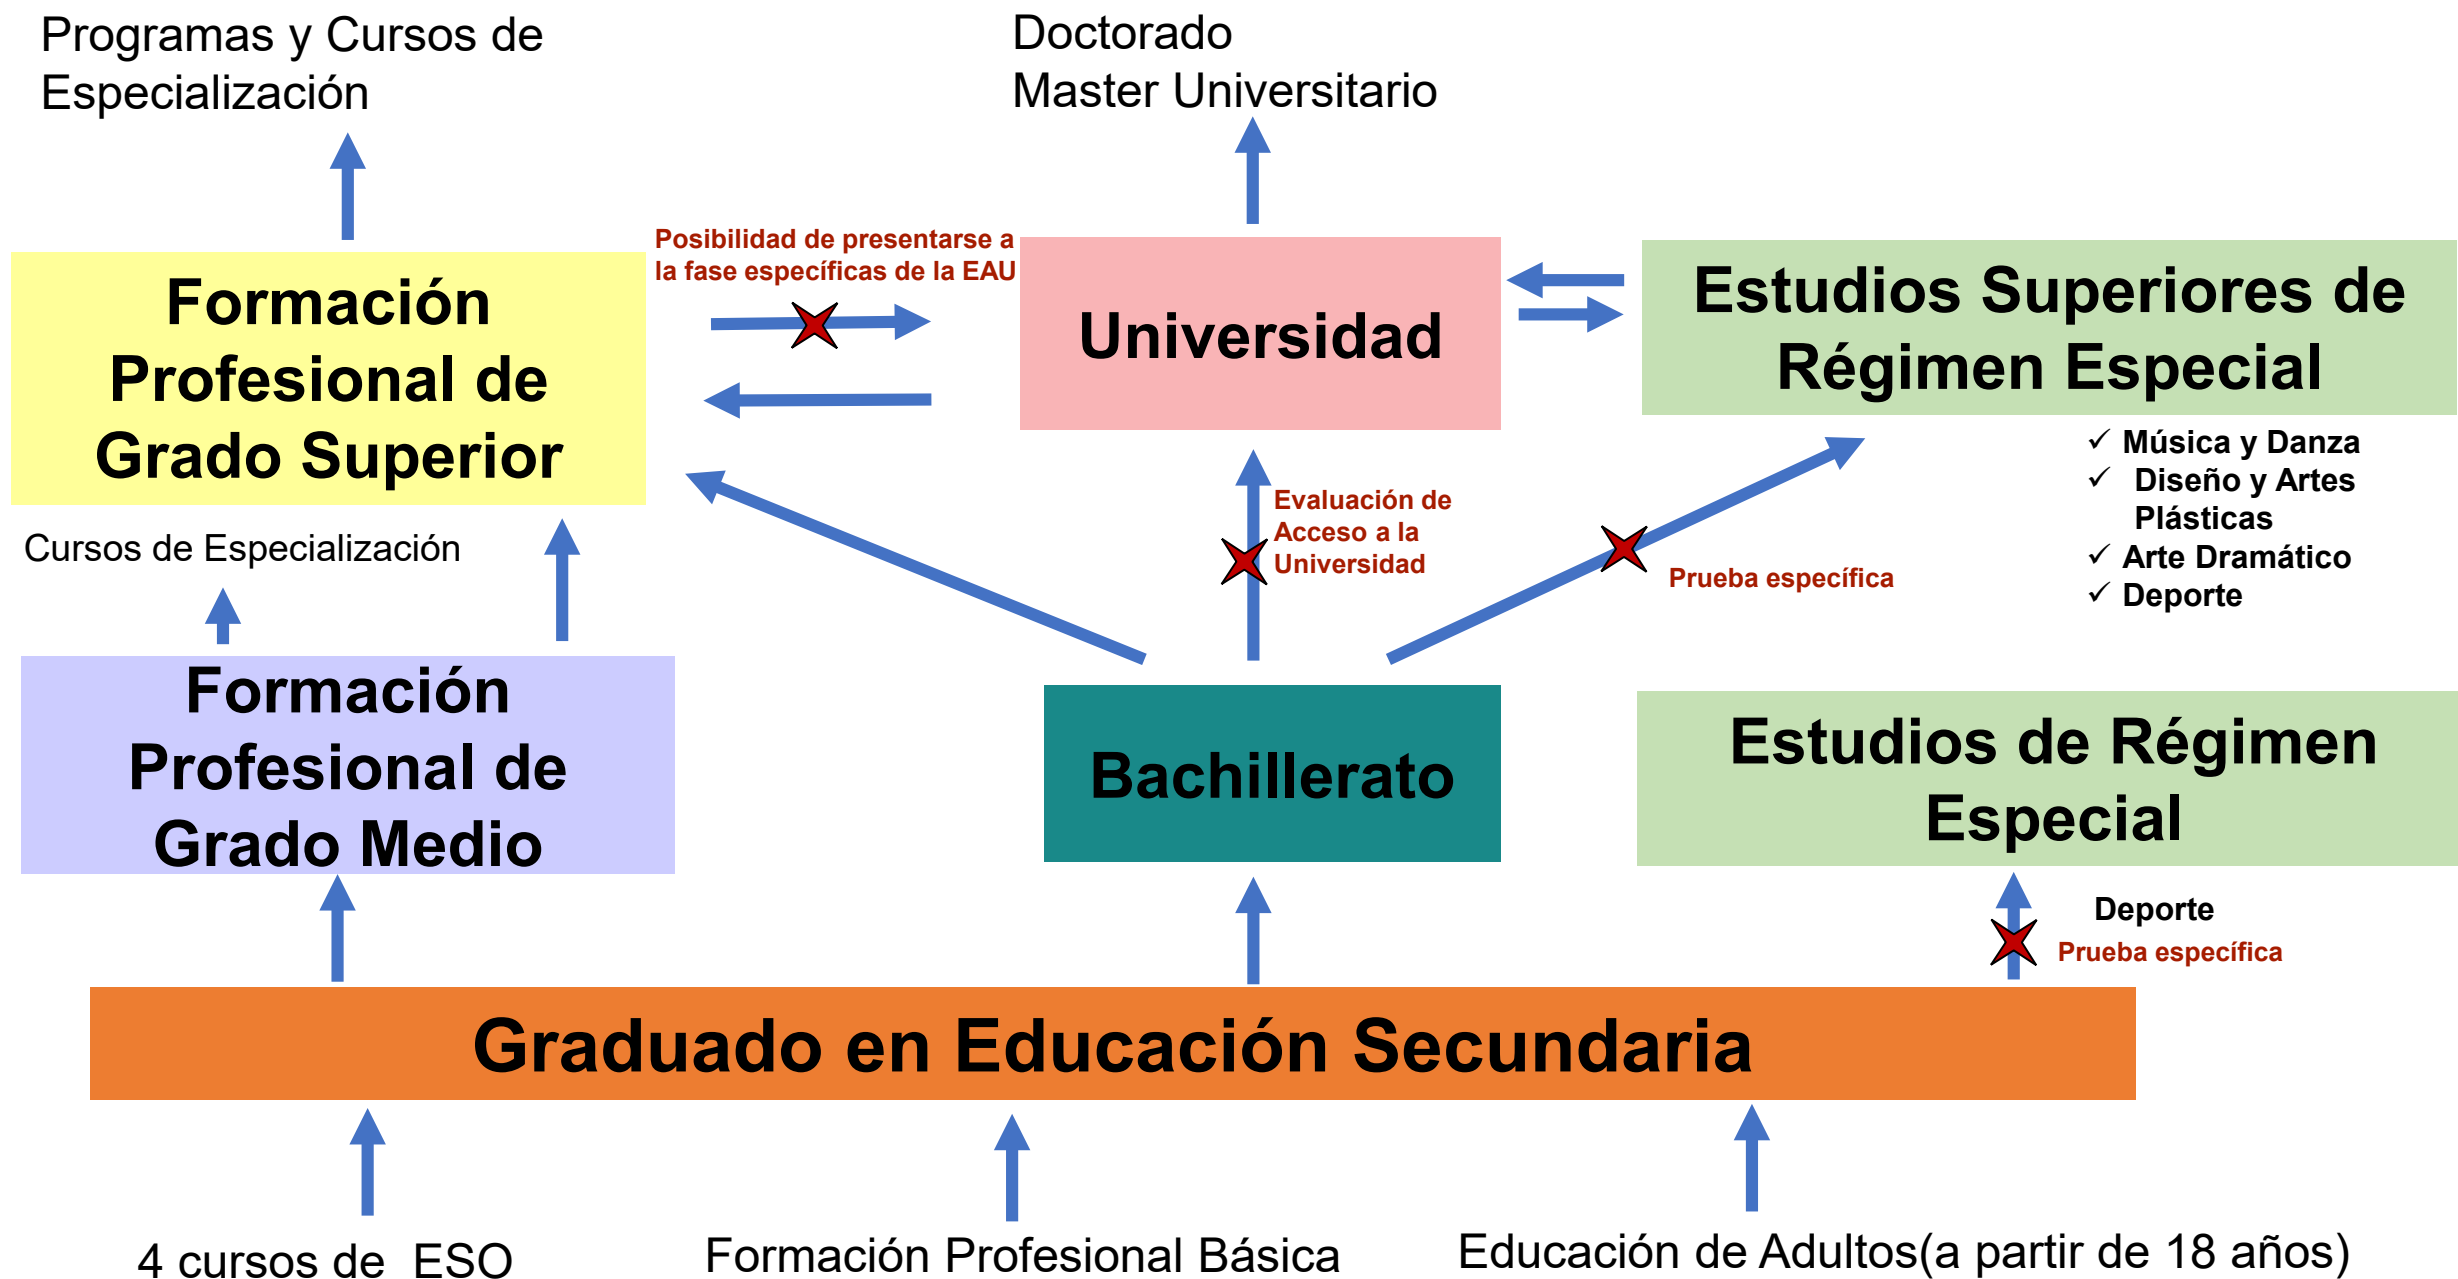 Programas y Cursos de
Especialización
Doctorado
Master Universitario
Posibilidad de presentarse a
la fase específicas de la EAU
Formación
Profesional de
Grado Superior
Universidad
Estudios Superiores de
Régimen Especial
✓ Música y Danza
✓ Diseño y Artes
Plásticas
✓ Arte Dramático
✓ Deporte
Evaluación de
Acceso a la
Universidad
Prueba específica
Cursos de Especialización
Formación
Profesional de
Grado Medio
Bachillerato
Estudios de Régimen
Especial
Deporte
Prueba específica
Graduado en Educación Secundaria
4 cursos de  ESO
Formación Profesional Básica
Educación de Adultos(a partir de 18 años)